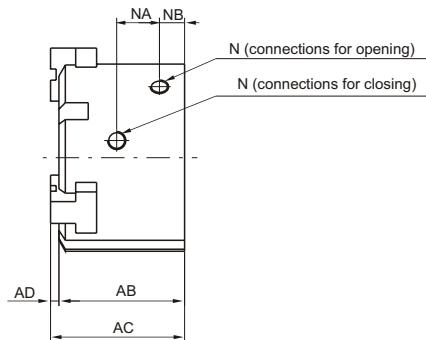 NA NB
N (connections for opening)
N (connections for closing)
AD AB
AC